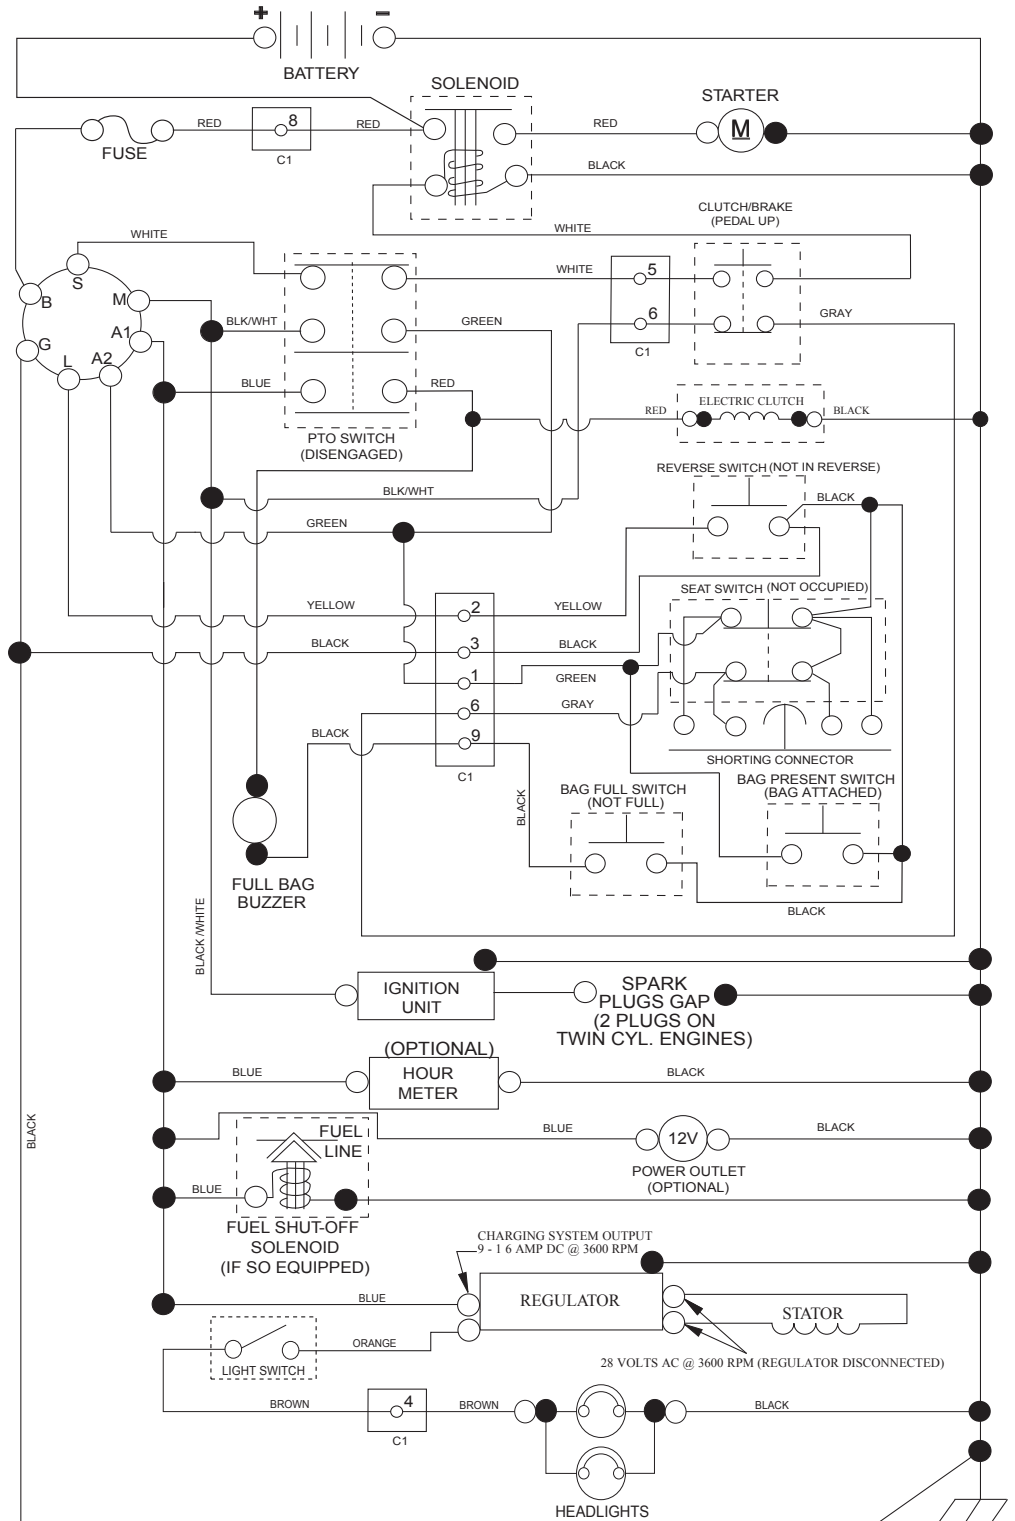 + −
BATTERY
SOLENOID
STARTER
RED
8
RED
RED
M
FUSE
C1
BLACK
CLUTCH/BRAKE
(PEDAL UP)
WHITE
WHITE
WHITE
5
S
B
M
BLK/WHT
GREEN
6
GRAY
A1
G
C1
L
A2
BLUE
RED
ELECTRIC CLUTCH
RED
BLACK
PTO SWITCH
(DISENGAGED)
REVERSE SWITCH (NOT IN REVERSE)
BLK/WHT
BLACK
GREEN
SEAT SWITCH (NOT OCCUPIED)
YELLOW
2
YELLOW
BLACK
3
BLACK
1
GREEN
6
GRAY
BLACK
9
SHORTING CONNECTOR
C1
BAG FULL SWITCH
(NOT FULL)
BAG PRESENT SWITCH
(BAG ATTACHED)
BLACK
FULL BAG
BUZZER
BLACK
BLACK /WHITE
IGNITION
UNIT
SPARK
PLUGS GAP
(2 PLUGS ON
TWIN CYL. ENGINES)
(OPTIONAL)
BLUE
HOUR
METER
BLACK
BLACK
FUEL
LINE
BLUE
12V
BLACK
POWER OUTLET
(OPTIONAL)
BLUE
FUEL SHUT-OFF
SOLENOID
(IF SO EQUIPPED)
CHARGING SYSTEM OUTPUT
9 - 1 6 AMP DC @ 3600 RPM
BLUE
REGULATOR
STATOR
ORANGE
LIGHT SWITCH
28 VOLTS AC @ 3600 RPM (REGULATOR DISCONNECTED)
BROWN
4
BROWN
BLACK
C1
HEADLIGHTS